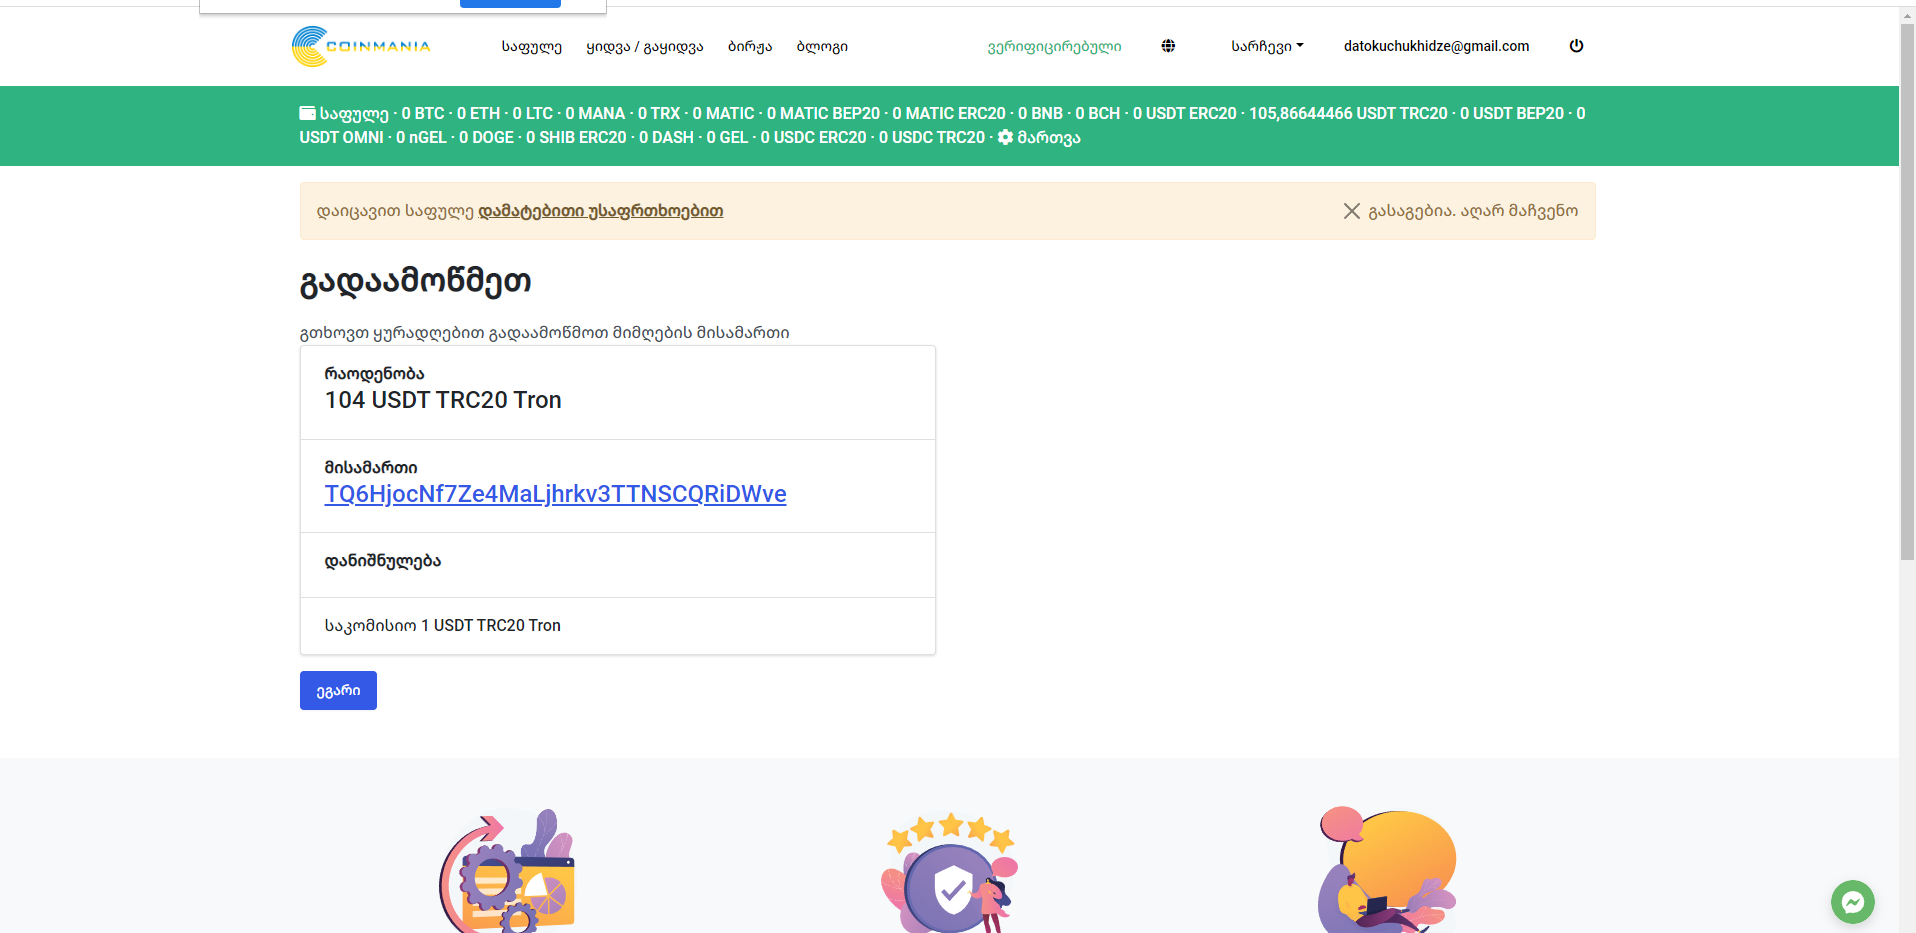 COINMANIA
საფულე ყიდვა / გაყიდვა ბირჟა ბლოგი ვერიფიცირებული სარჩევი datokuchukhidze@gmail.com
საფულე · 0 BTC · 0 ETH · 0 LTC · 0 MANA · 0 TRX · 0 MATIC · 0 MATIC BEP20 · 0 MATIC ERC20 · 0 BNB · 0 BCH · 0 USDT ERC20 · 105,86644466 USDT TRC20 · 0 USDT BEP20 · 0
USDT OMNI · 0 nGEL · 0 DOGE · 0 SHIB ERC20 · 0 DASH · 0 GEL · 0 USDC ERC20 · 0 USDC TRC20 · მართვა
დაიცავით საფულე დამატებითი უსაფრთხოებით გასაგებია. აღარ მაჩვენო
გადაამოწმეთ
გთხოვთ ყურადღებით გადაამოწმოთ მიმღების მისამართი
რაოდენობა
104 USDT TRC20 Tron
მისამართი
TQ6HjocNf7Ze4MaLjhrkv3TTNSCQRiDWve
დანიშნულება
საკომისიო 1 USDT TRC20 Tron
ეგარი